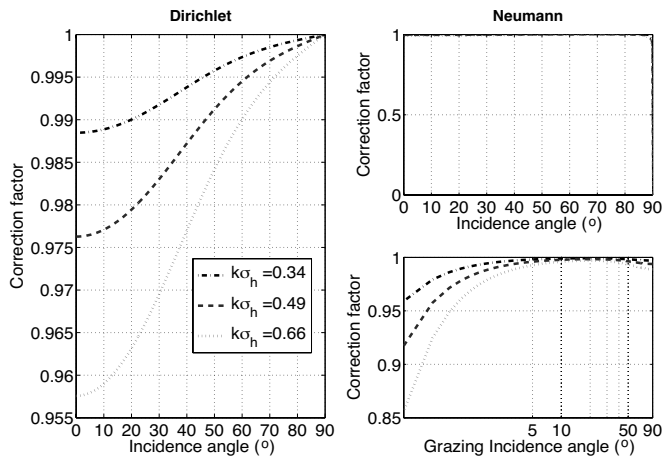 Dirichlet
1
0.995
0.99
0.985
0.98
0.975
0.97
0.965
0.96
0.955
Correction factor
0 10 20 30 40 50 60 70 80 90
Incidence angle (°)
kσ_h =0.34
kσ_h =0.49
kσ_h =0.66
Neumann
1
0.5
0
Correction factor
0 10 20 30 40 50 60 70 80 90
Incidence angle (°)
1
0.95
0.9
0.85
Correction factor
5 10 50 90
Grazing Incidence angle (°)